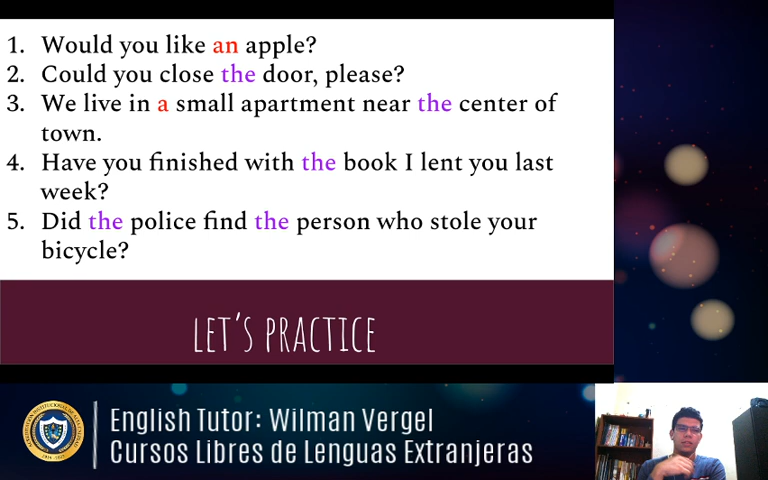 1. Would you like an apple?
2. Could you close the door, please?
3. We live in a small apartment near the center of
town.
4. Have you finished with the book I lent you last
week?
5. Did the police find the person who stole your
bicycle?
LET'S PRACTICE
English Tutor: Wilman Vergel
Cursos Libres de Lenguas Extranjeras